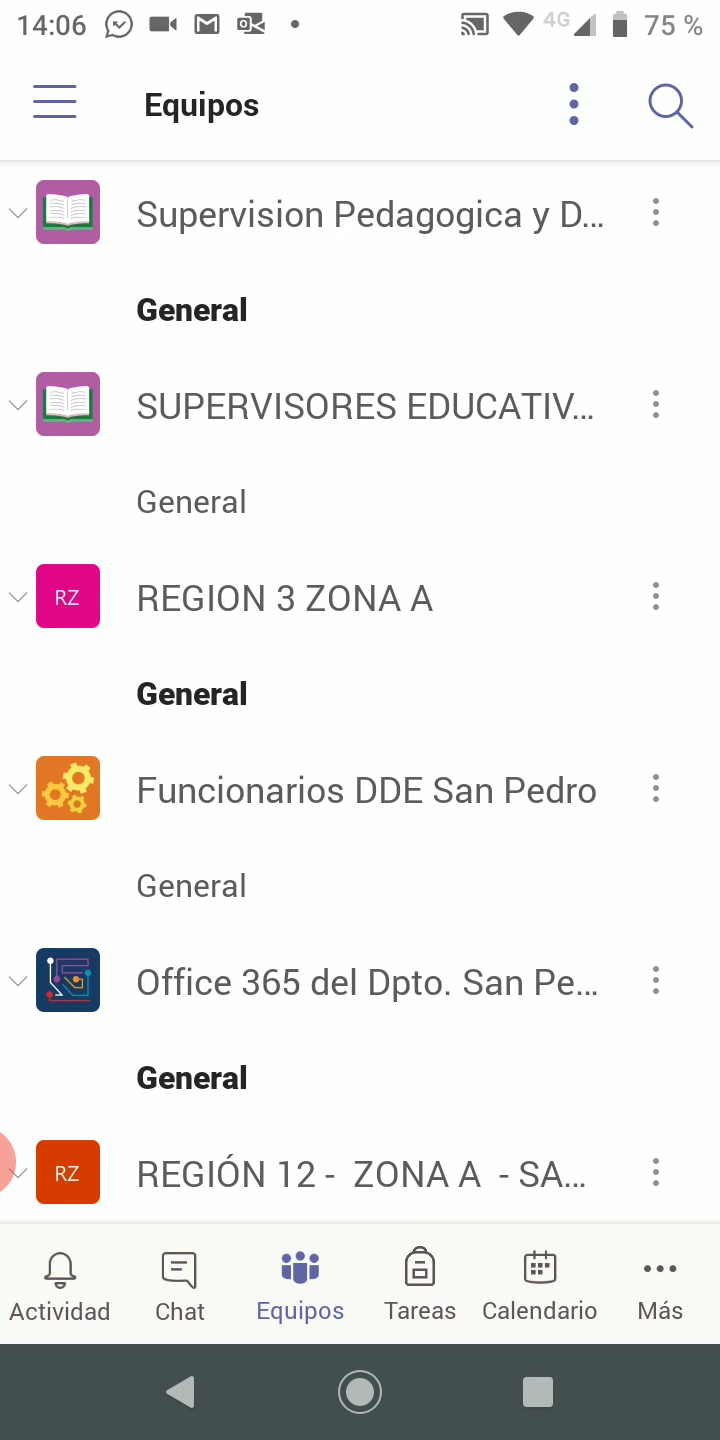 14:06
4G 75 %
Equipos
Supervision Pedagogica y D...
General
SUPERVISORES EDUCATIV...
General
RZ REGION 3 ZONA A
General
Funcionarios DDE San Pedro
General
Office 365 del Dpto. San Pe...
General
RZ REGIÓN 12 - ZONA A - SA...
Actividad Chat Equipos Tareas Calendario Más